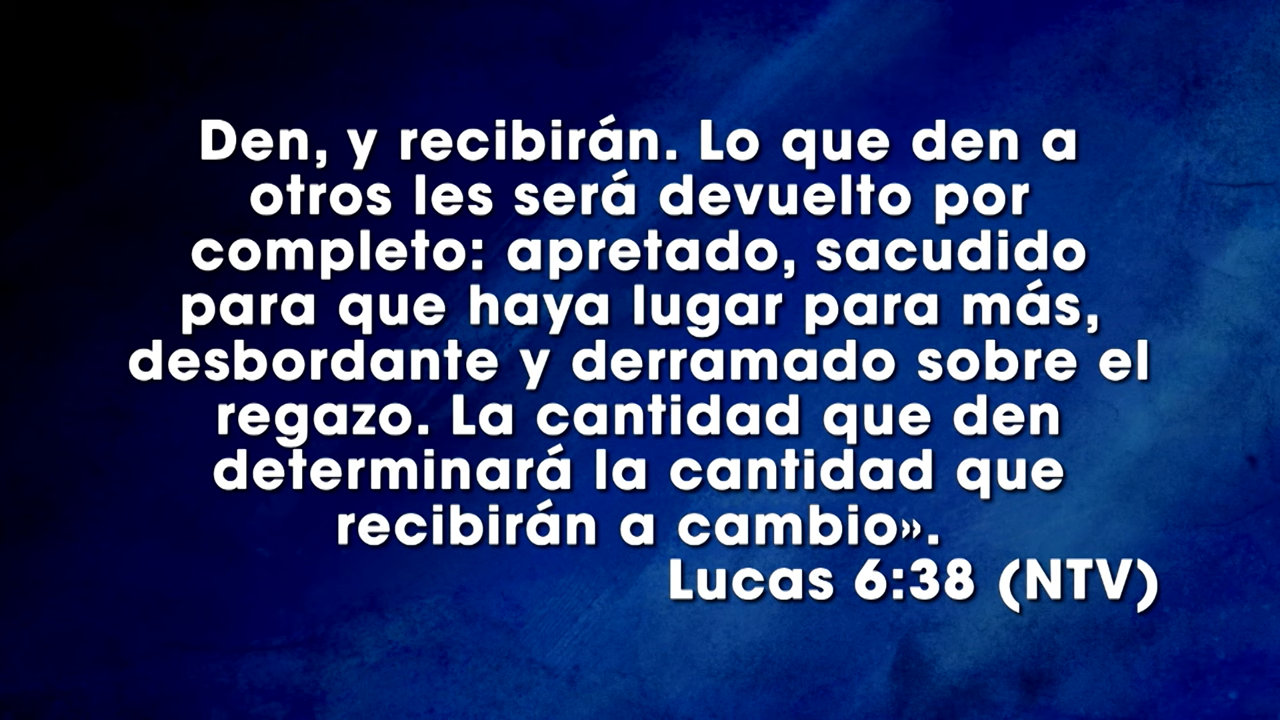 Den, y recibirán. Lo que den a
otros les será devuelto por
completo: apretado, sacudido
para que haya lugar para más,
desbordante y derramado sobre el
regazo. La cantidad que den
determinará la cantidad que
recibirán a cambio».
Lucas 6:38 (NTV)